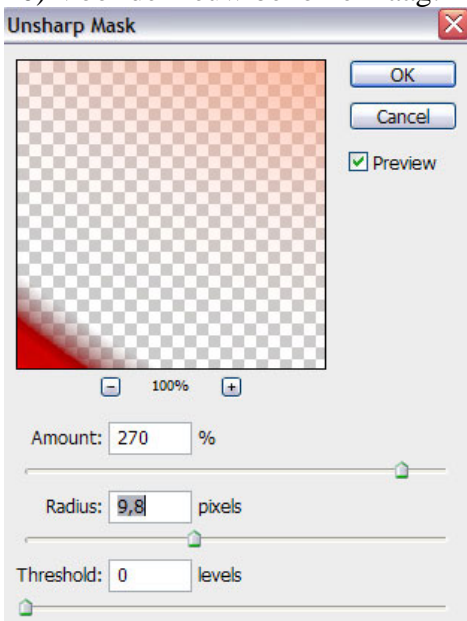 Unsharp Mask
OK
Cancel
Preview
100%
Amount: 270 %
Radius: 9,8 pixels
Threshold: 0 levels